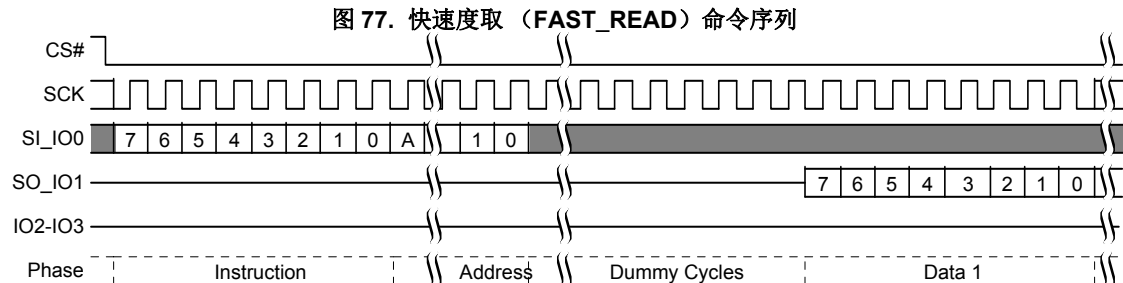 图 77. 快速度取 （FAST_READ）命令序列
CS#
SCK
SI_IO0 7 6 5 4 3 2 1 0 A 1 0
SO_IO1 7 6 5 4 3 2 1 0
IO2-IO3
Phase Instruction Address Dummy Cycles Data 1